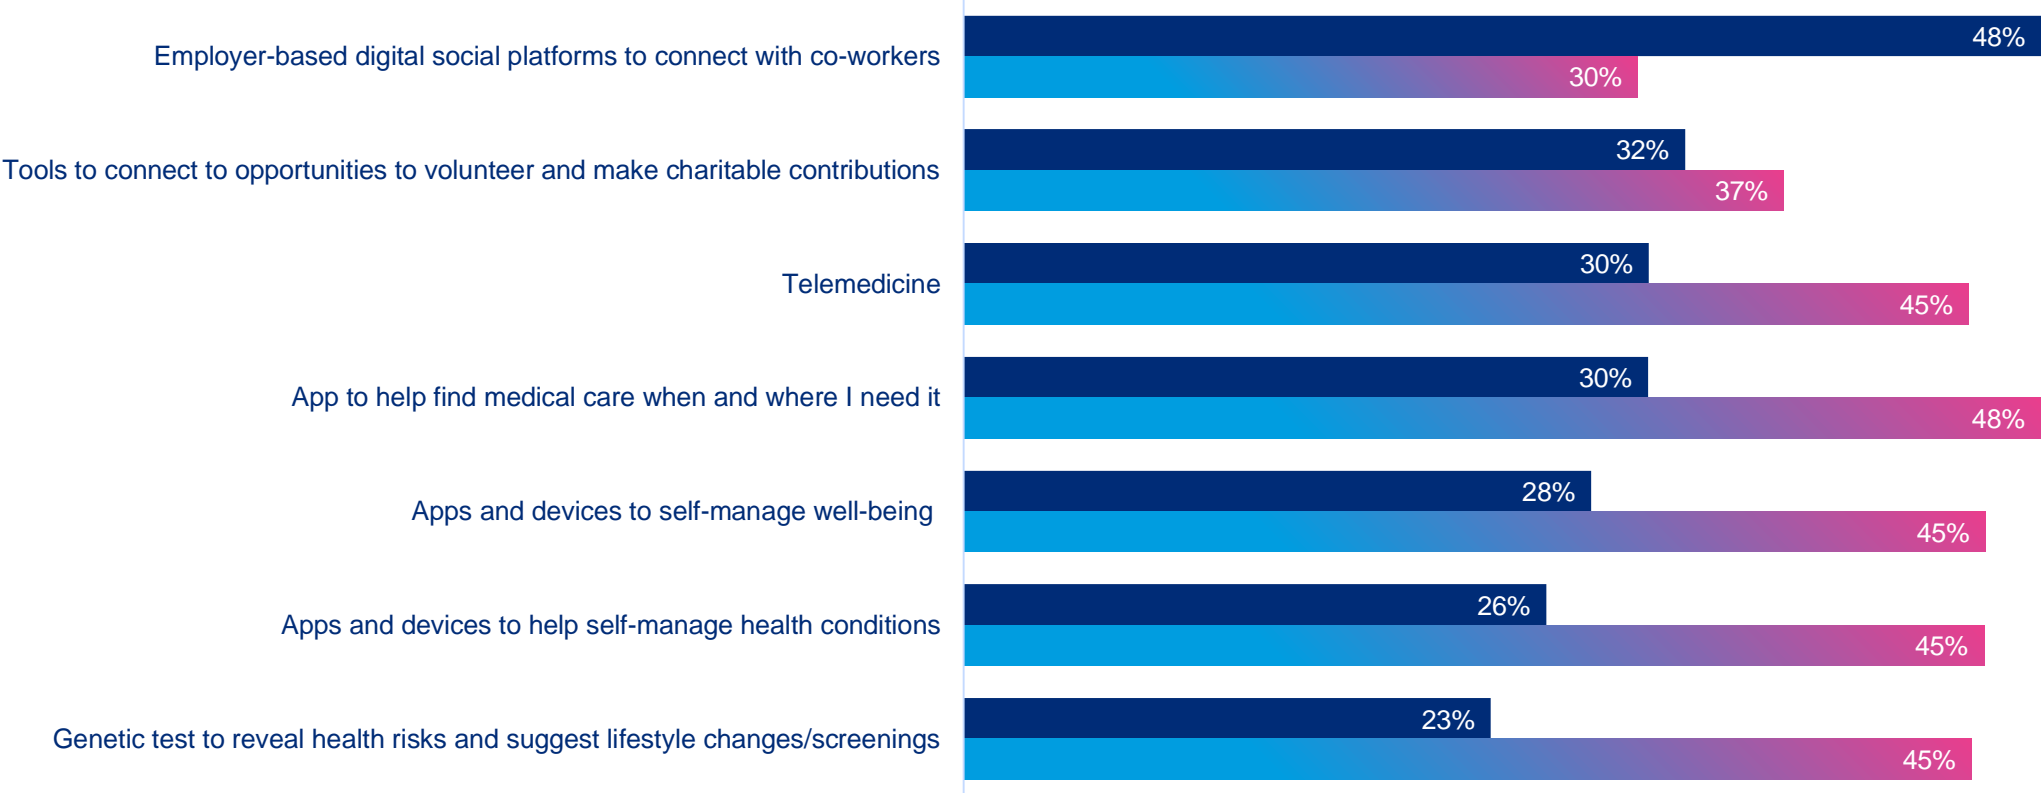 Employer-based digital social platforms to connect with co-workers
48%
30%
Tools to connect to opportunities to volunteer and make charitable contributions
32%
37%
Telemedicine
30%
45%
App to help find medical care when and where I need it
30%
48%
Apps and devices to self-manage well-being
28%
45%
Apps and devices to help self-manage health conditions
26%
45%
Genetic test to reveal health risks and suggest lifestyle changes/screenings
23%
45%